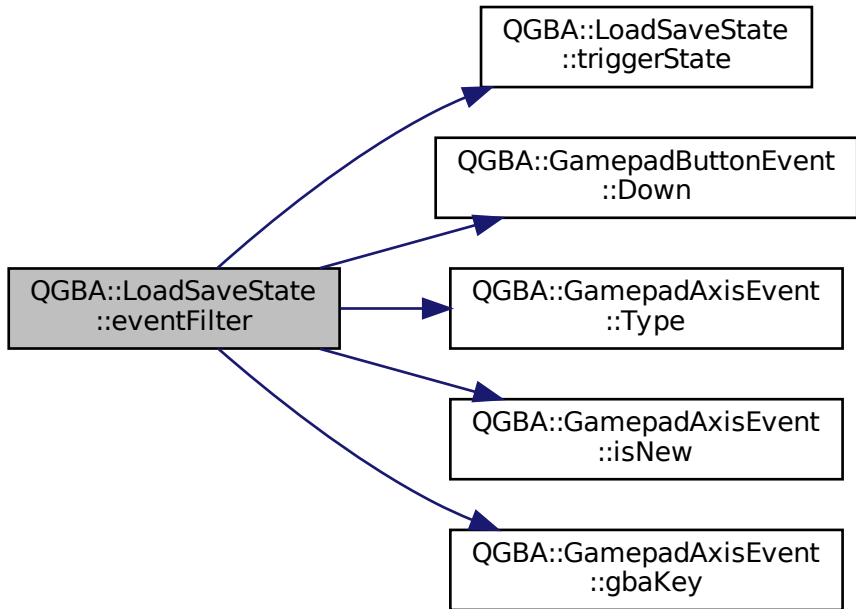 QGBA::LoadSaveState
::triggerState
QGBA::GamepadButtonEvent
::Down
QGBA::LoadSaveState
::eventFilter
QGBA::GamepadAxisEvent
::Type
QGBA::GamepadAxisEvent
::isNew
QGBA::GamepadAxisEvent
::gbaKey